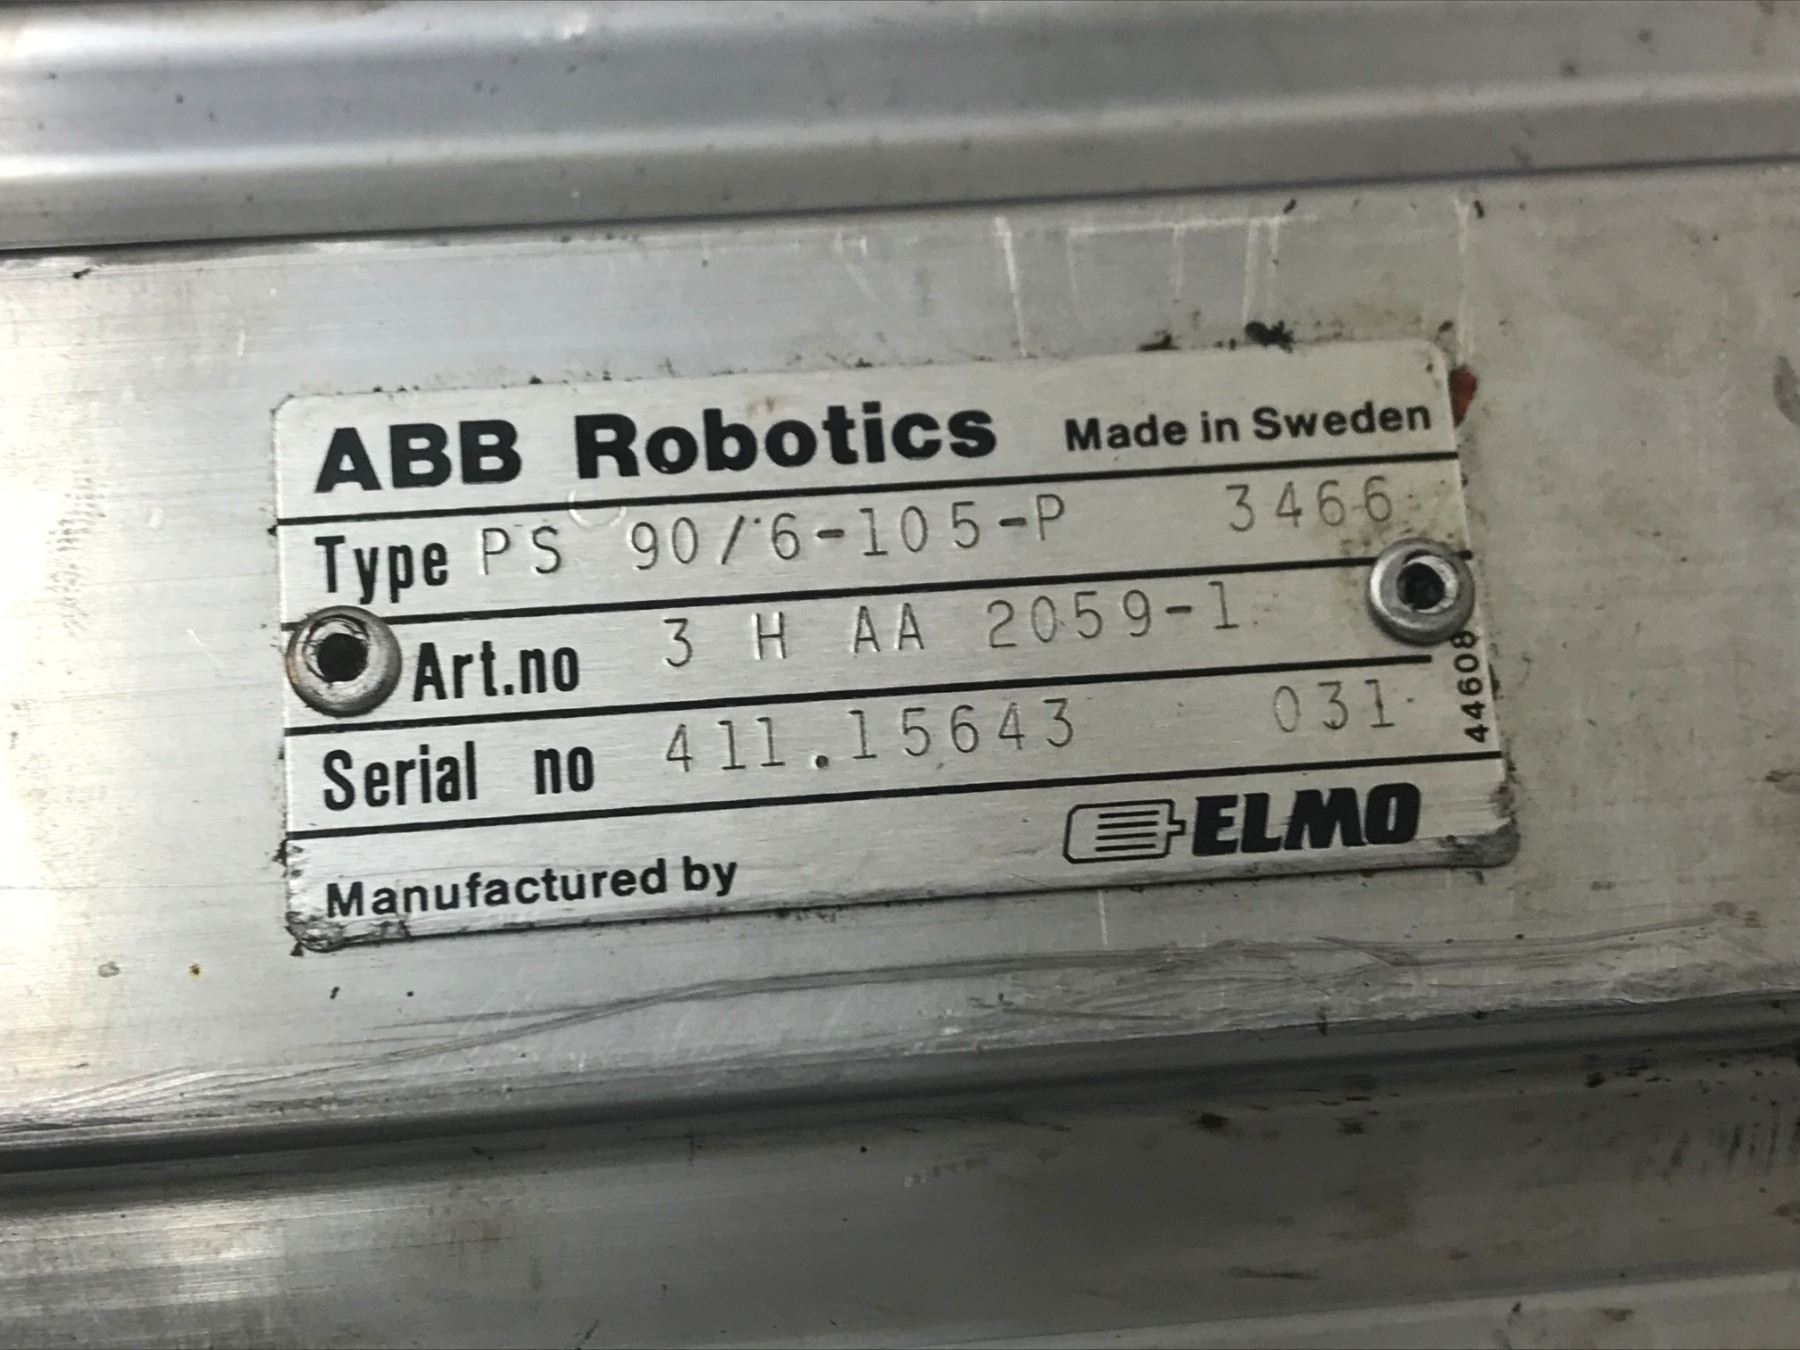 ABB Robotics Made in Sweden
Type PS 90/6-105-P 3466
Art.no 3 H AA 2059-1
Serial no 411.15643 031
44608
Manufactured by ELMO